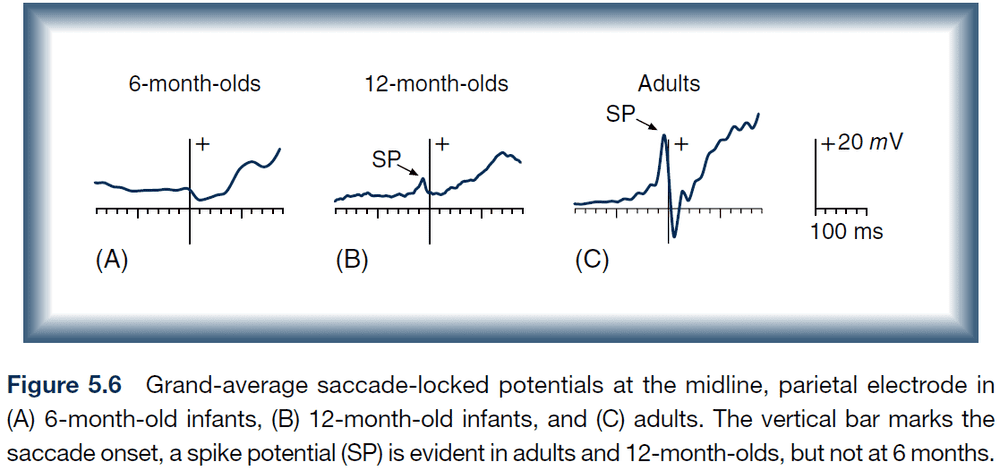 6-month-olds
12-month-olds
Adults
+
SP
+
SP
+
+20 mV
100 ms
(A)
(B)
(C)
Figure 5.6 Grand-average saccade-locked potentials at the midline, parietal electrode in
(A) 6-month-old infants, (B) 12-month-old infants, and (C) adults. The vertical bar marks the
saccade onset, a spike potential (SP) is evident in adults and 12-month-olds, but not at 6 months.